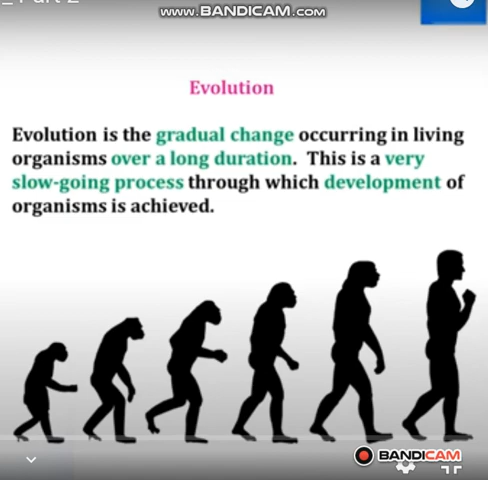 www.BANDICAM.com
Evolution
Evolution is the gradual change occurring in living
organisms over a long duration. This is a very
slow-going process through which development of
organisms is achieved.
BANDICAM